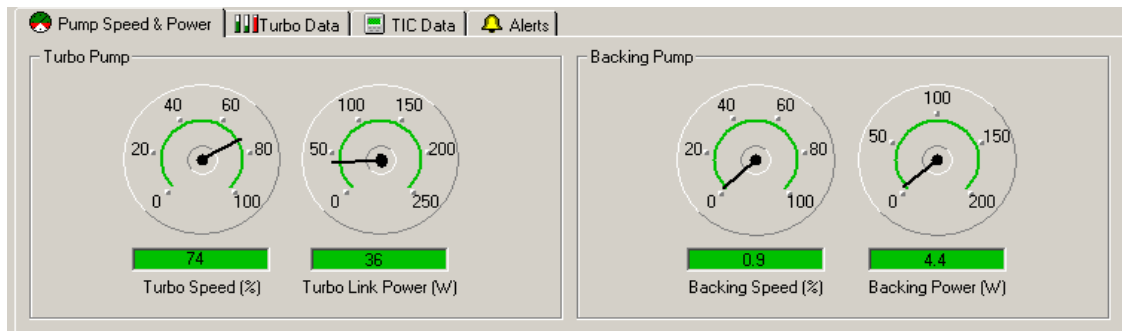 Pump Speed & Power Turbo Data TIC Data Alerts
Turbo Pump
40 60
20 80
0 100
74
Turbo Speed (%)
100 150
50 200
0 250
36
Turbo Link Power (W)
Backing Pump
40 60
20 80
0 100
0.9
Backing Speed (%)
100
50 150
0 200
4.4
Backing Power (W)